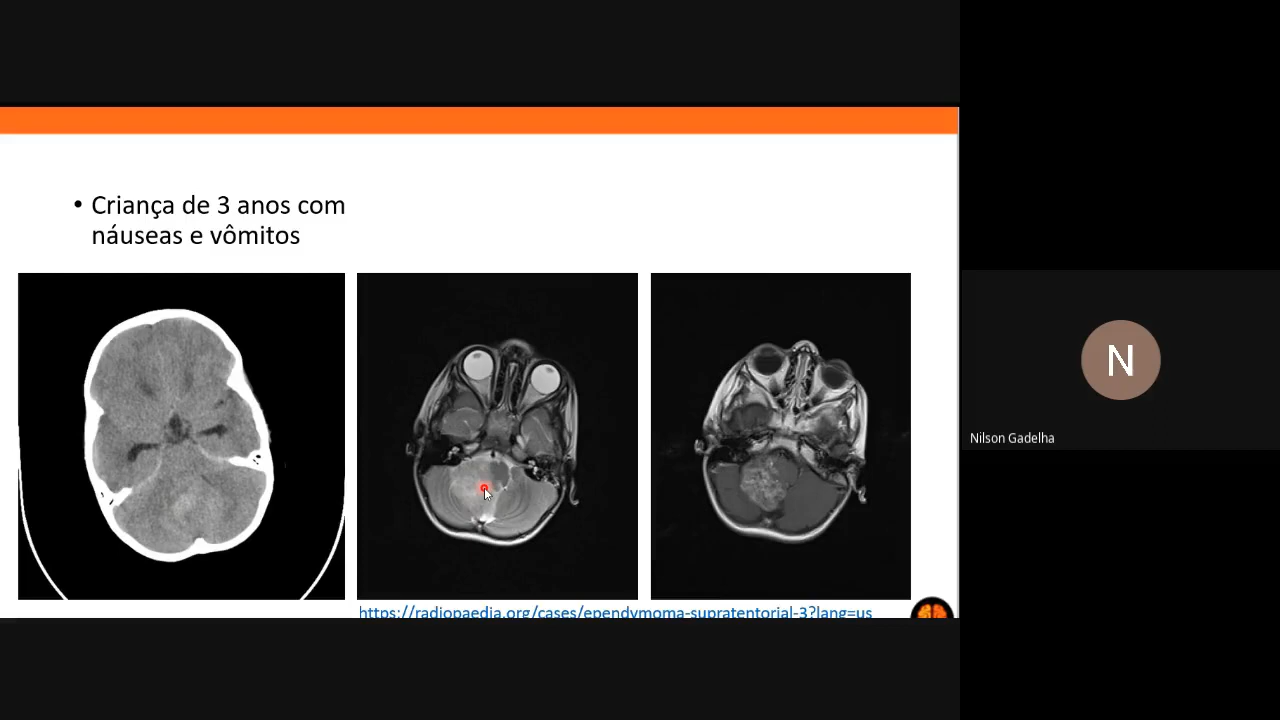 • Criança de 3 anos com
náuseas e vômitos
https://radiopaedia.org/cases/ependymoma-supratentorial-3?lang=us
N
Nilson Gadelha